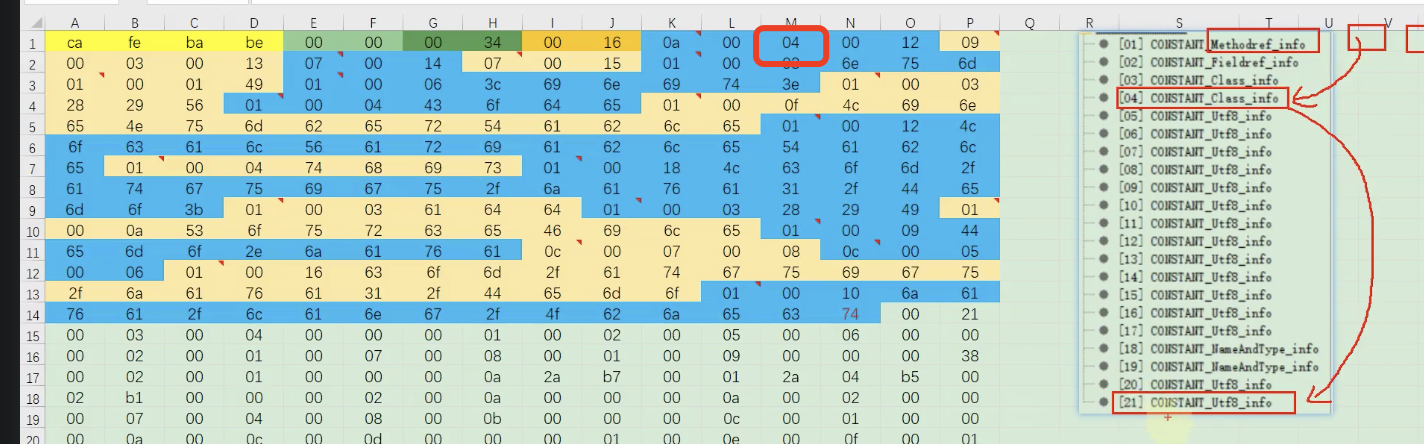 A B C D E F G H I J K L M N O P Q R S T U V
1 ca fe ba be 00 00 00 34 00 16 0a 00 04 00 12 09
2 00 03 00 13 07 00 14 07 00 15 01 00 03 6e 75 6d
3 01 00 01 49 01 00 06 3c 69 6e 69 74 3e 01 00 03
4 28 29 56 01 00 04 43 6f 64 65 01 00 0f 4c 69 6e
5 65 4e 75 6d 62 65 72 54 61 62 6c 65 01 00 12 4c
6 6f 63 61 6c 56 61 72 69 61 62 6c 65 54 61 62 6c
7 65 01 00 04 74 68 69 73 01 00 18 4c 63 6f 6d 2f
8 61 74 67 75 69 67 75 2f 6a 61 76 61 31 2f 44 65
9 6d 6f 3b 01 00 03 61 64 64 01 00 03 28 29 49 01
10 00 0a 53 6f 75 72 63 65 46 69 6c 65 01 00 09 44
11 65 6d 6f 2e 6a 61 76 61 0c 00 07 00 08 0c 00 05
12 00 06 01 00 16 63 6f 6d 2f 61 74 67 75 69 67 75
13 2f 6a 61 76 61 31 2f 44 65 6d 6f 01 00 10 6a 61
14 76 61 2f 6c 61 6e 67 2f 4f 62 6a 65 63 74 00 21
15 00 03 00 04 00 00 00 01 00 02 00 05 00 06 00 00
16 00 02 00 01 00 07 00 08 00 01 00 09 00 00 00 38
17 00 02 00 01 00 00 00 0a 2a b7 00 01 2a 04 b5 00
18 02 b1 00 00 00 02 00 0a 00 00 00 0a 00 02 00 00
19 00 07 00 04 00 08 00 0b 00 00 00 0c 00 01 00 00
20 00 0a 00 0c 00 0d 00 00 00 01 00 0e 00 0f 00 01
[01] CONSTANT_Methodref_info
[02] CONSTANT_Fieldref_info
[03] CONSTANT_Class_info
[04] CONSTANT_Class_info
[05] CONSTANT_Utf8_info
[06] CONSTANT_Utf8_info
[07] CONSTANT_Utf8_info
[08] CONSTANT_Utf8_info
[09] CONSTANT_Utf8_info
[10] CONSTANT_Utf8_info
[11] CONSTANT_Utf8_info
[12] CONSTANT_Utf8_info
[13] CONSTANT_Utf8_info
[14] CONSTANT_Utf8_info
[15] CONSTANT_Utf8_info
[16] CONSTANT_Utf8_info
[17] CONSTANT_Utf8_info
[18] CONSTANT_NameAndType_info
[19] CONSTANT_NameAndType_info
[20] CONSTANT_Utf8_info
[21] CONSTANT_Utf8_info